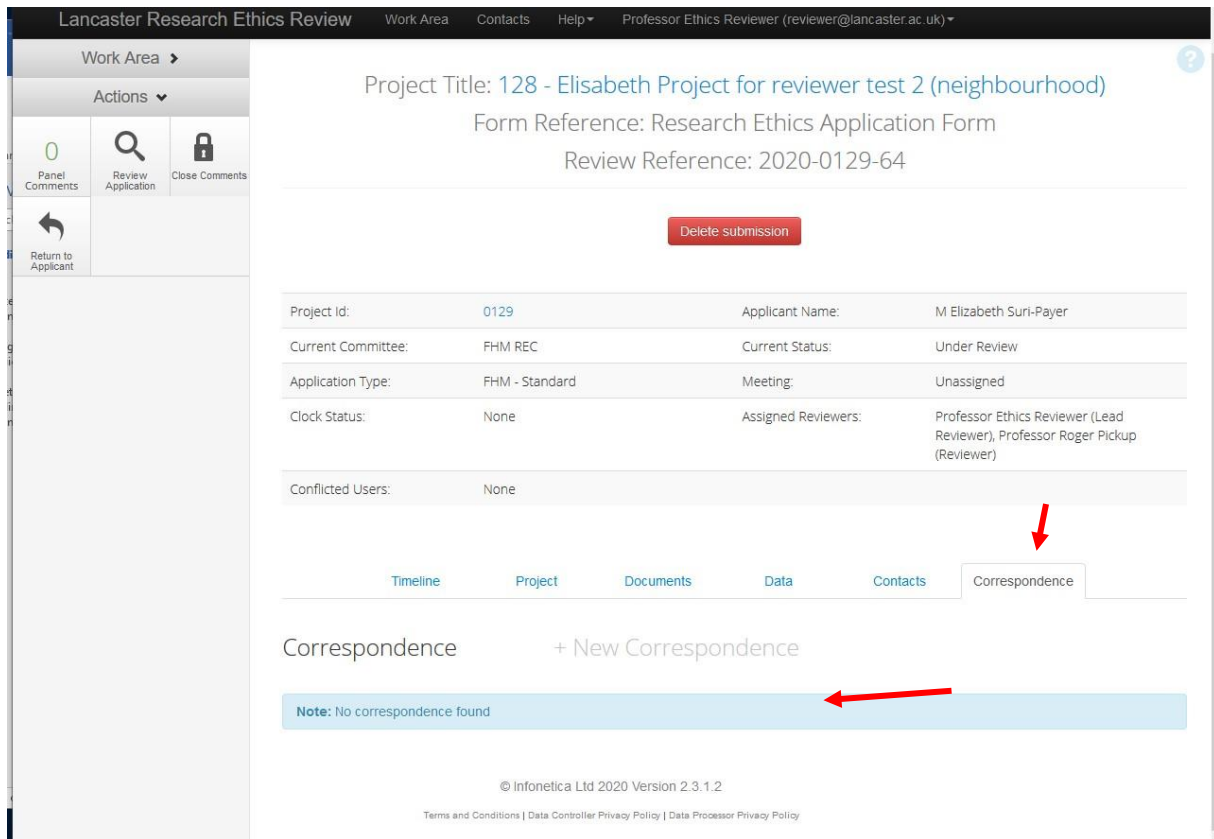 Lancaster Research Ethics Review Work Area Contacts Help Professor Ethics Reviewer (reviewer@lancaster.ac.uk)
Work Area
Actions
0
Panel
Comments
Review
Application
Close Comments
Return to
Applicant
Project Title: 128 - Elisabeth Project for reviewer test 2 (neighbourhood)
Form Reference: Research Ethics Application Form
Review Reference: 2020-0129-64
?
Delete submission
Project Id: 0129 Applicant Name: M Elizabeth Suri-Payer
Current Committee: FHM REC Current Status: Under Review
Application Type: FHM - Standard Meeting: Unassigned
Clock Status: None Assigned Reviewers: Professor Ethics Reviewer (Lead
Reviewer), Professor Roger Pickup
(Reviewer)
Conflicted Users: None
Timeline Project Documents Data Contacts Correspondence
Correspondence + New Correspondence
Note: No correspondence found
© Infonetica Ltd 2020 Version 2.3.1.2
Terms and Conditions | Data Controller Privacy Policy | Data Processor Privacy Policy